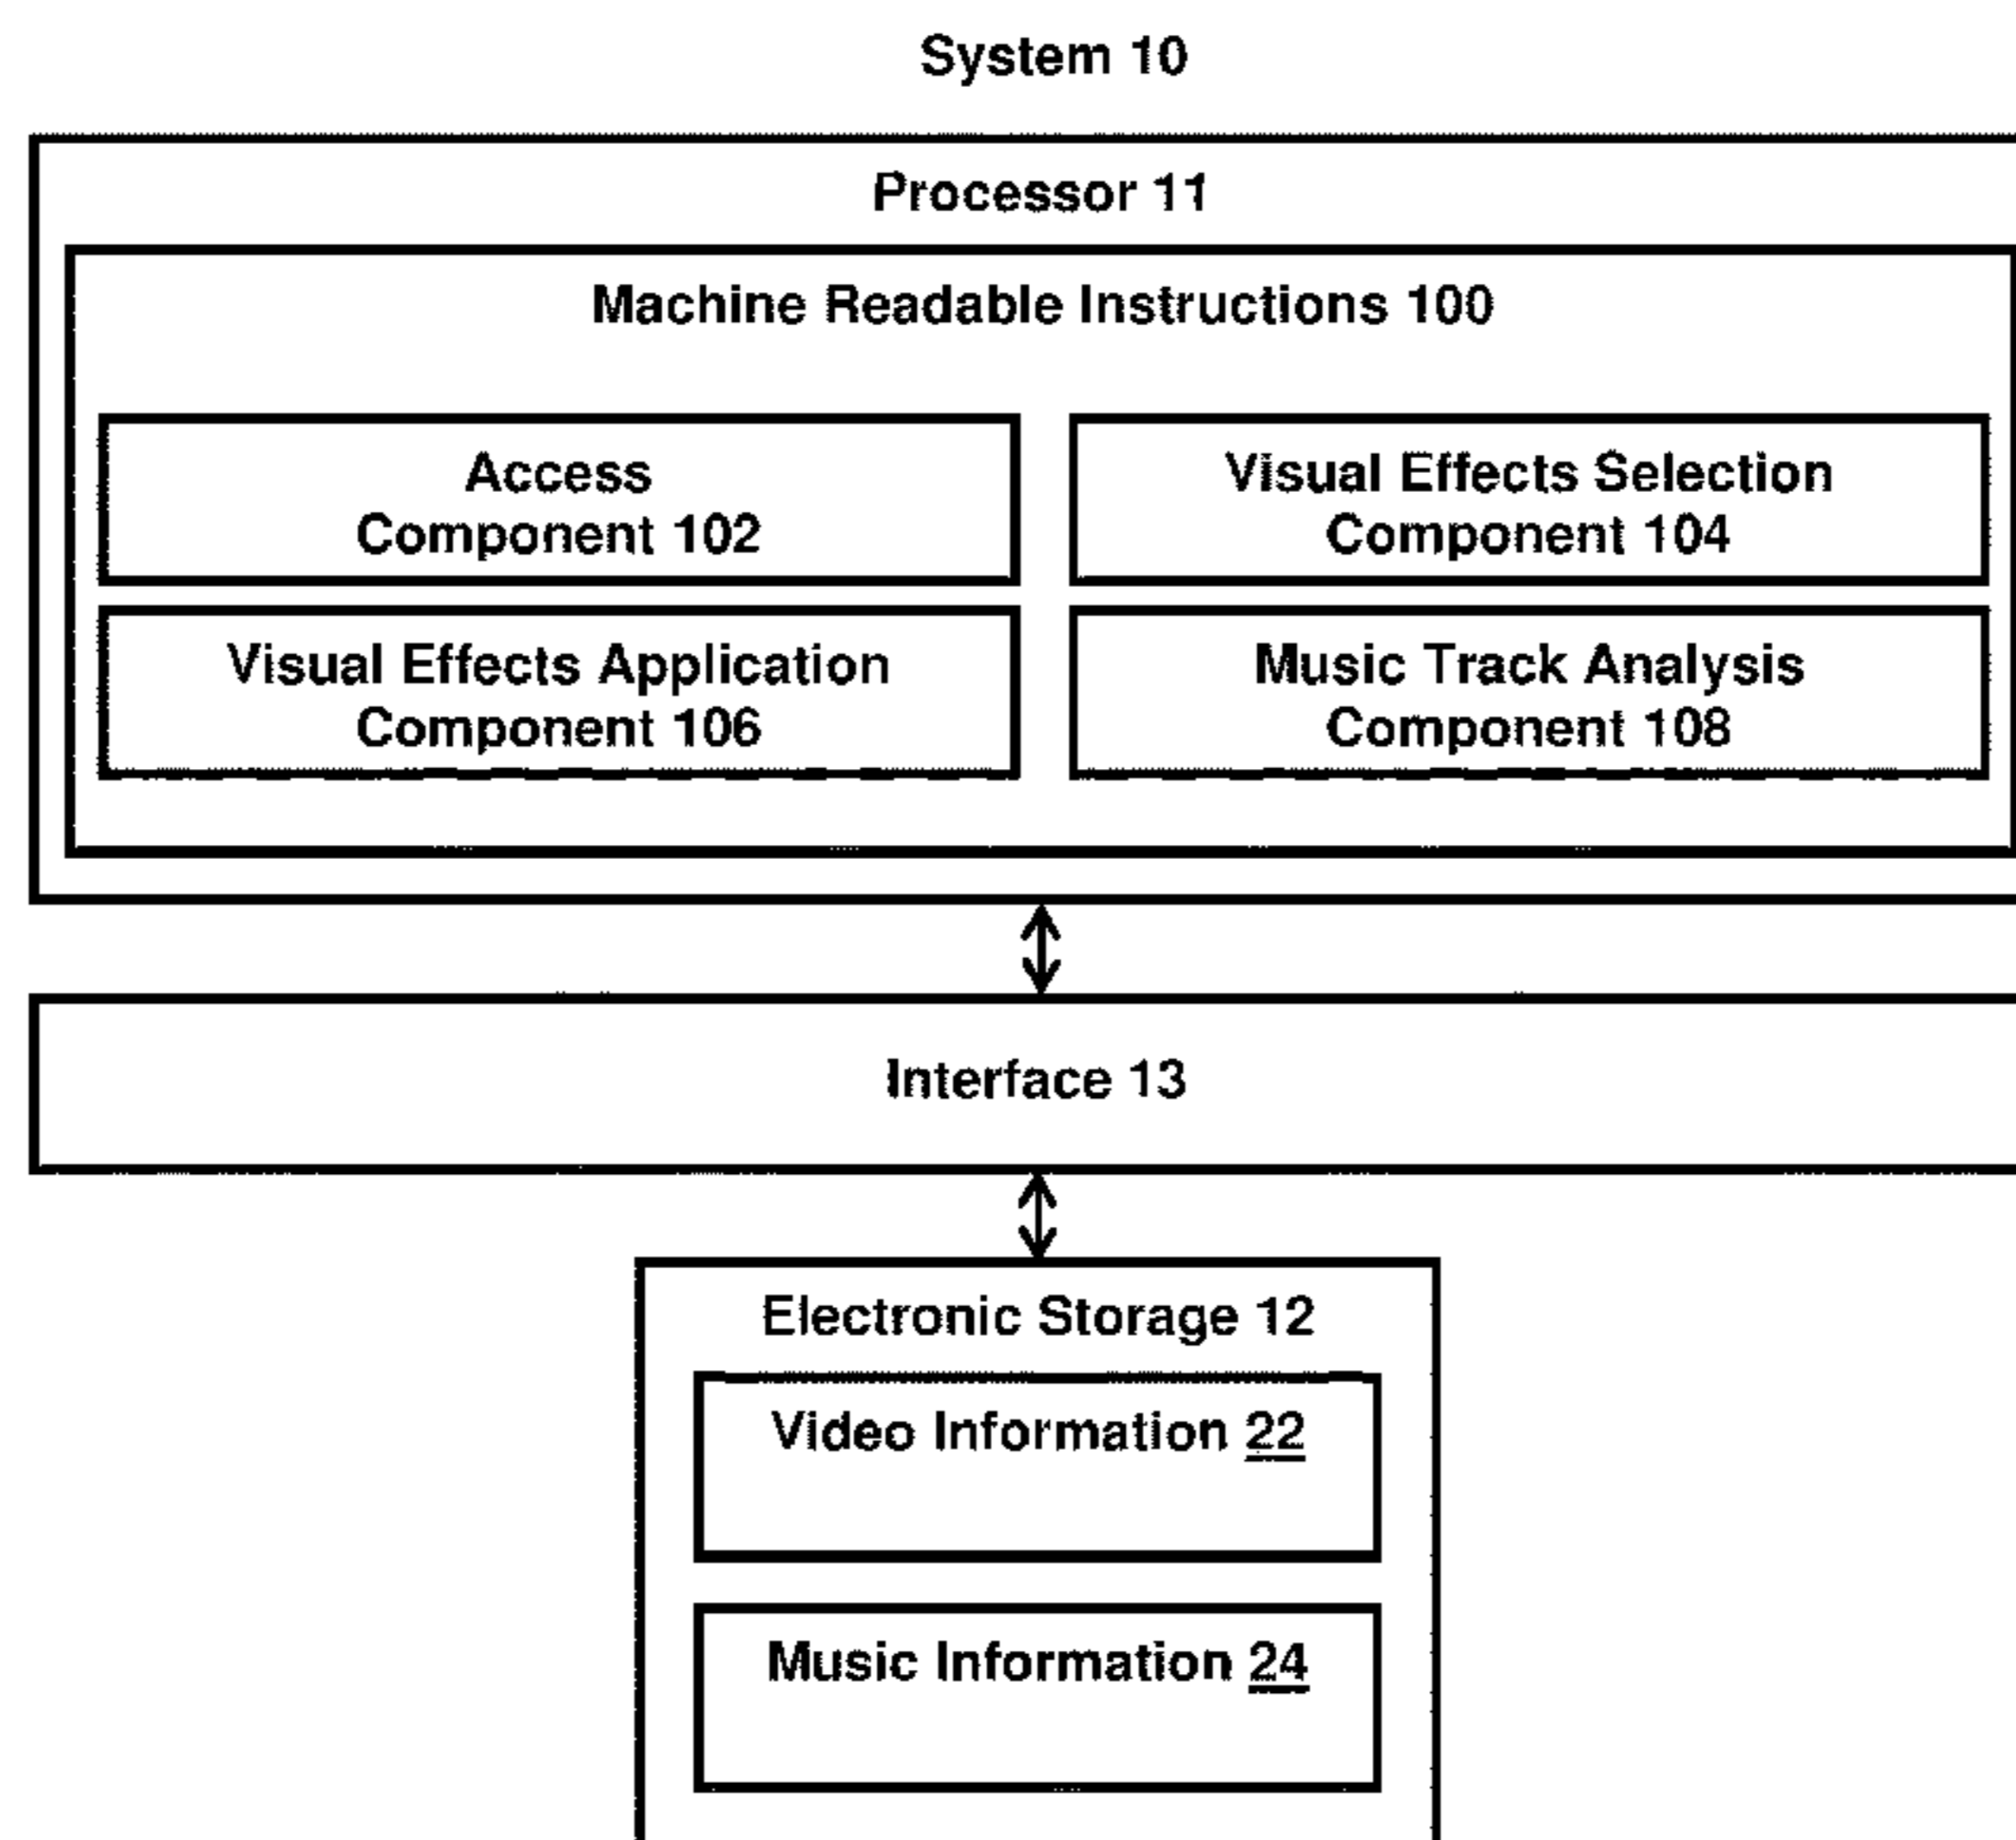 System 10
Processor 11
Machine Readable Instructions 100
Access
Component 102
Visual Effects Selection
Component 104
Visual Effects Application
Component 106
Music Track Analysis
Component 108
Interface 13
Electronic Storage 12
Video Information 22
Music Information 24